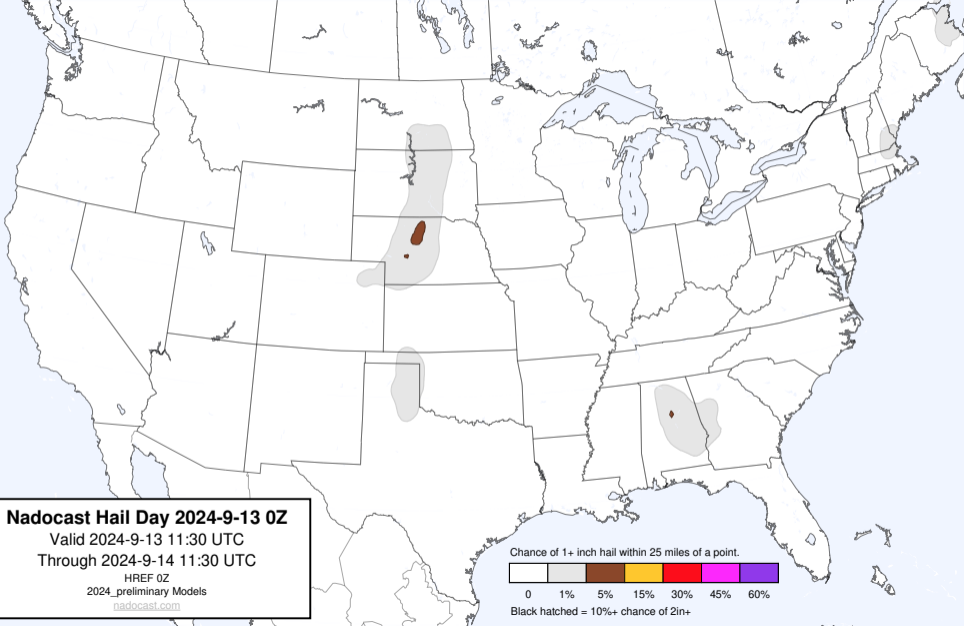 Nadocast Hail Day 2024-9-13 0Z
Valid 2024-9-13 11:30 UTC
Through 2024-9-14 11:30 UTC
HREF 0Z
2024_preliminary Models
nadocast.com
Chance of 1+ inch hail within 25 miles of a point.
0 1% 5% 15% 30% 45% 60%
Black hatched = 10%+ chance of 2in+